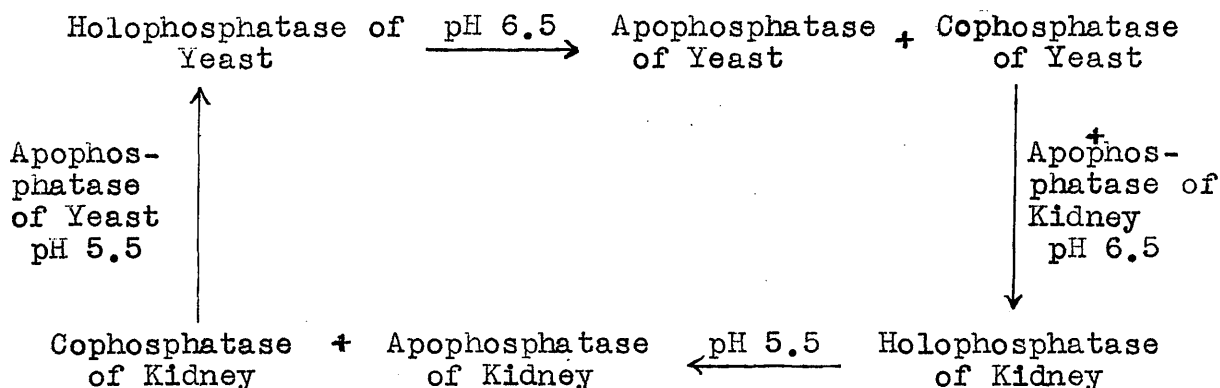 Holophosphatase of Yeast
pH 6.5
Apophosphatase of Yeast
+
Cophosphatase of Yeast
Apophos-
phatase
of Yeast
pH 5.5
+
Apophos-
phatase of
Kidney
pH 6.5
Cophosphatase of Kidney
+
Apophosphatase of Kidney
pH 5.5
Holophosphatase of Kidney